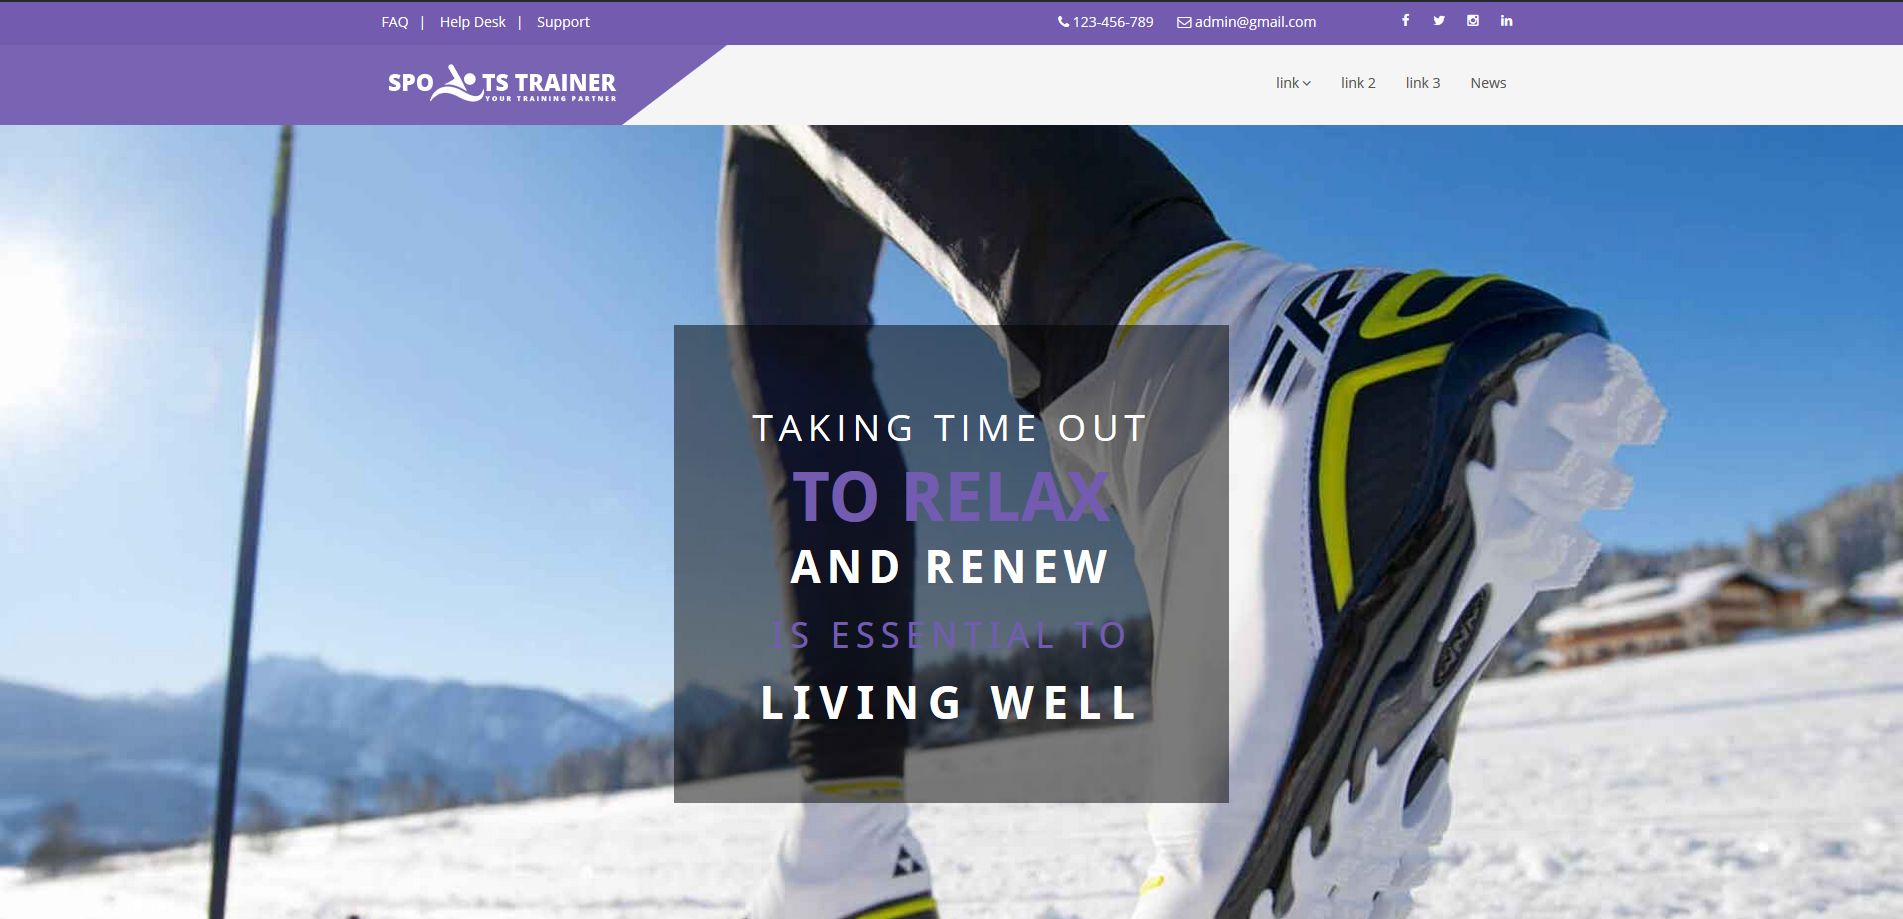 FAQ | Help Desk | Support 123-456-789 admin@gmail.com
SPO TS TRAINER
YOUR TRAINING PARTNER
link link 2 link 3 News
TAKING TIME OUT
TO RELAX
AND RENEW
IS ESSENTIAL TO
LIVING WELL